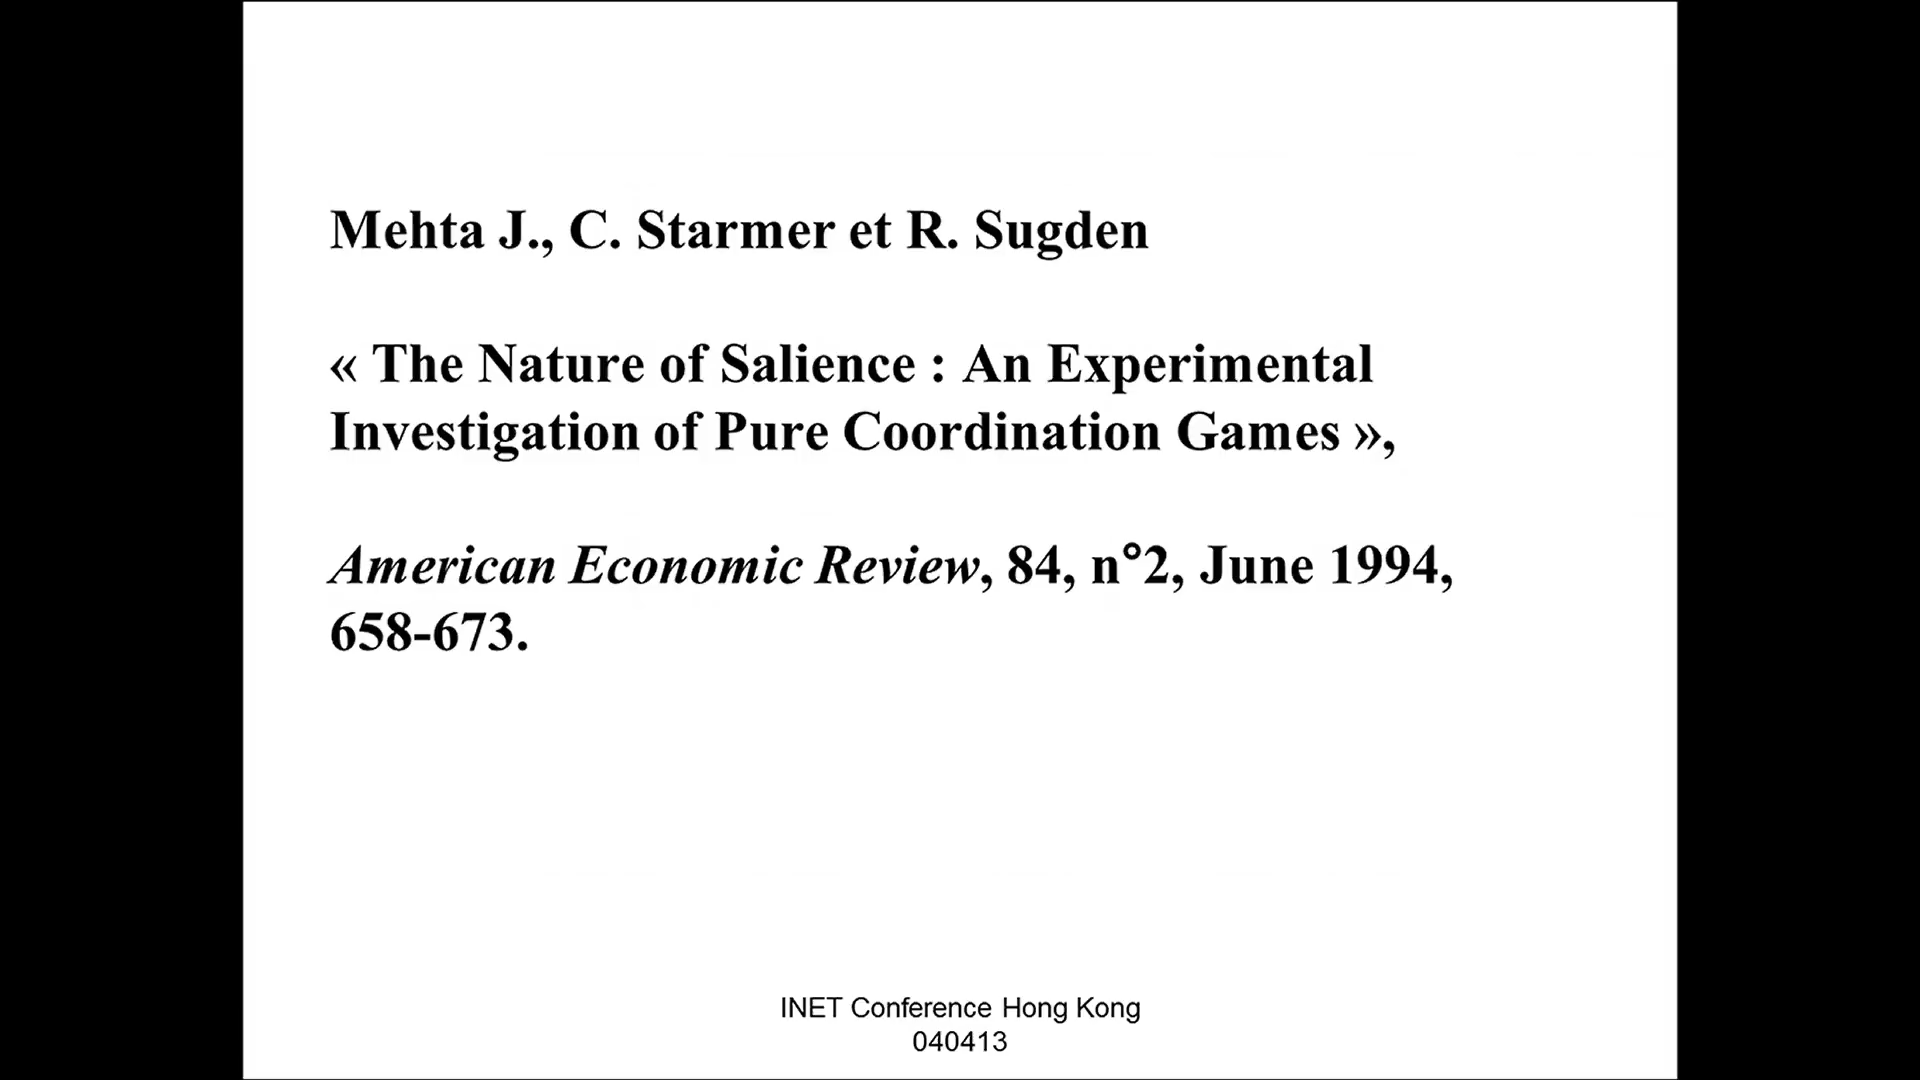 Mehta J., C. Starmer et R. Sugden
« The Nature of Salience : An Experimental
Investigation of Pure Coordination Games »,
American Economic Review, 84, n°2, June 1994,
658-673.
INET Conference Hong Kong
040413